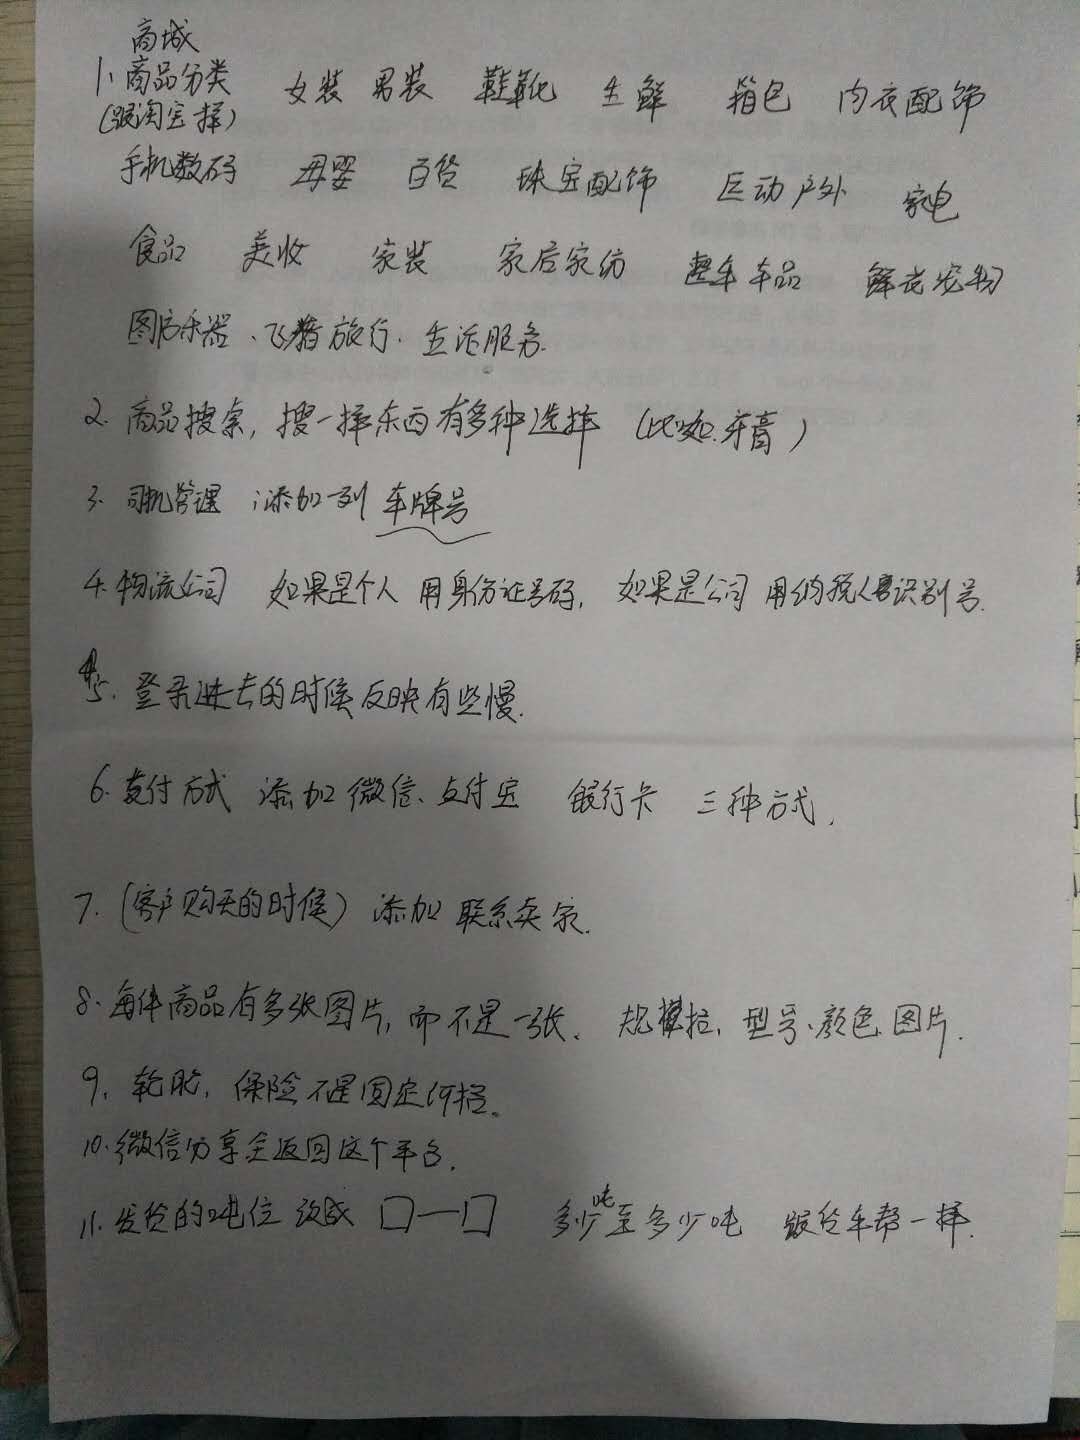 商城
1、商品分类 女装 男装 鞋靴 生鲜 箱包 内衣配饰
(跟淘宝择)
手机数码 母婴 百货 珠宝配饰 运动户外 家电
食品 美妆 家装 家居家纺 整车车品 鲜花宠物
图书乐器、飞猪旅行. 生活服务.
2. 商品搜索, 搜一择东西有多种选择 (比如.牙膏)
3. 司机管理 添加一列 车牌号
4. 物流公司 如果是个人 用身份证号码, 如果是公司 用纳税人识别号.
5. 登录进去的时候反映有些慢.
6. 支付方式 添加微信、支付宝 银行卡 三种方式,
7. (客户购买的时候) 添加联系卖家.
8. 每件商品有多张图片, 而不是一张. 规格, 型号、颜色.图片.
9. 轮胎, 保险不是固定价格。
10. 微信分享至返回这个平台.
11. 发货的吨位改成 □—□ 多少吨至多少吨 跟货车帮一样.